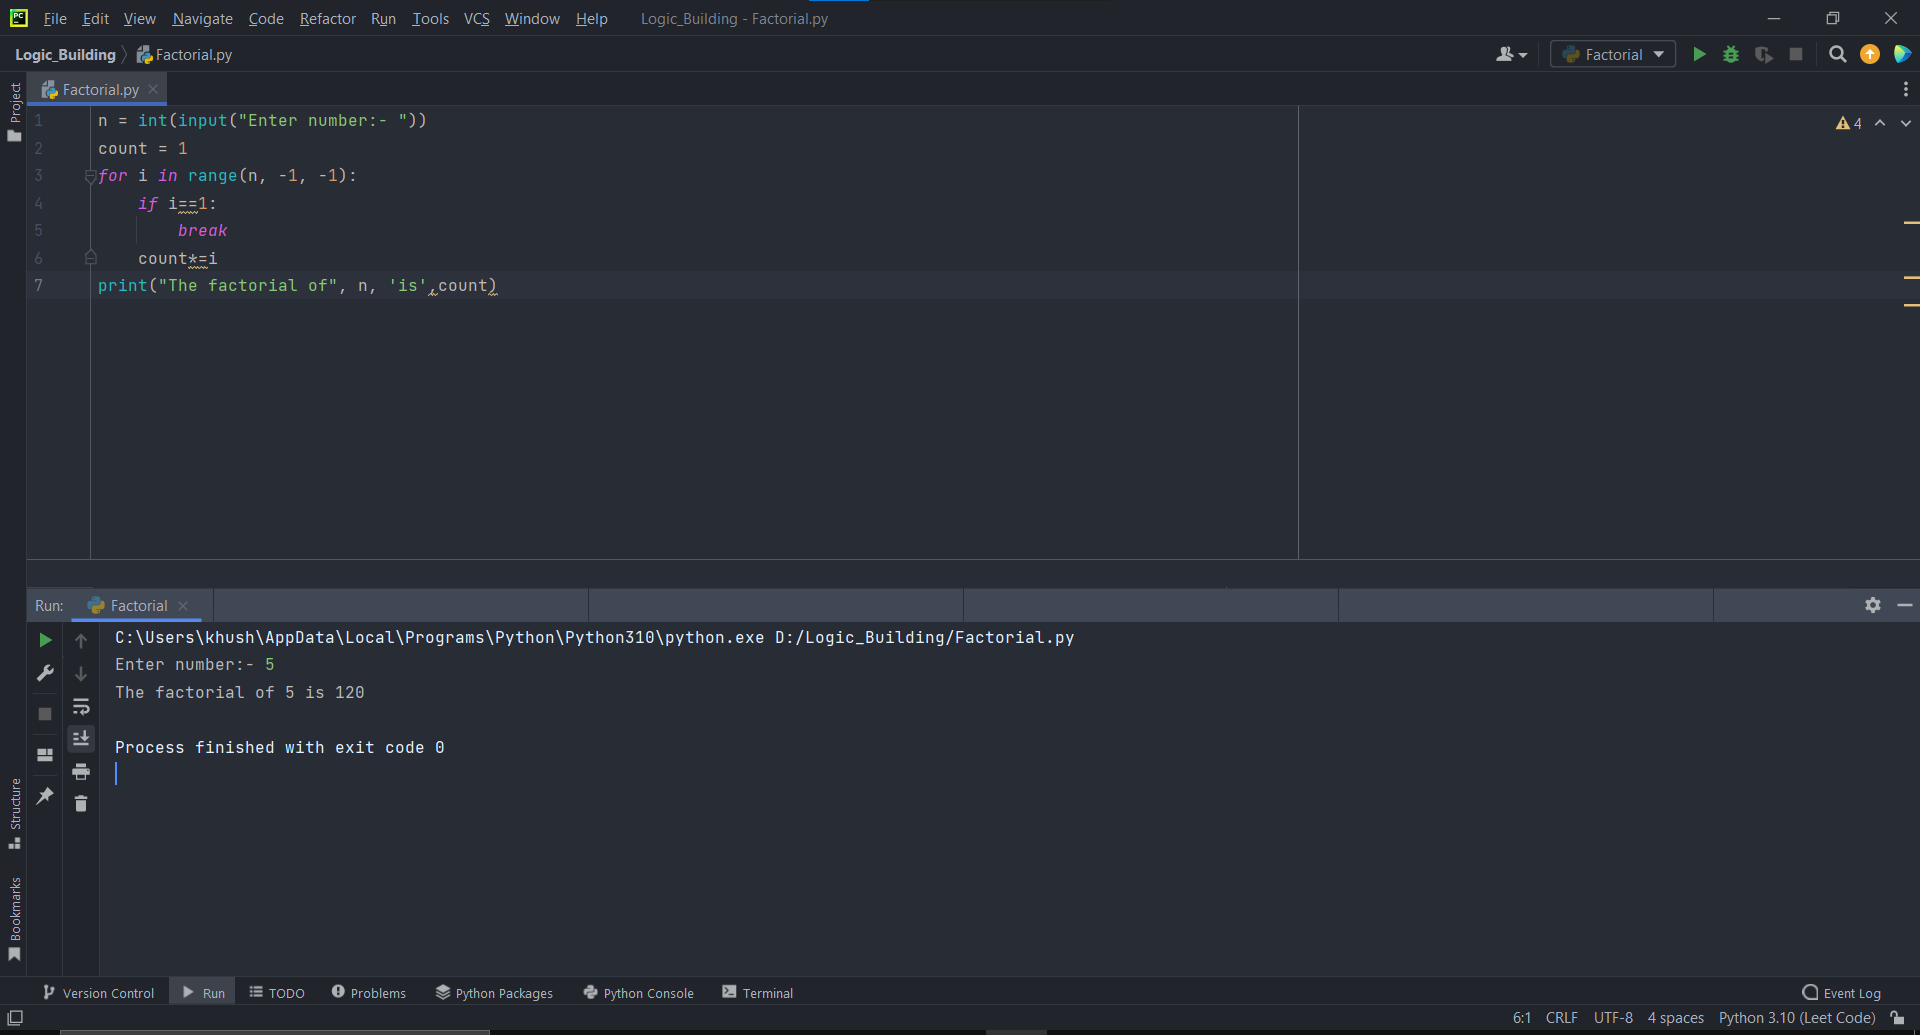 PC File Edit View Navigate Code Refactor Run Tools VCS Window Help Logic_Building - Factorial.py
Logic_Building Factorial.py Factorial
Project
Factorial.py
4
1 n = int(input("Enter number:- "))
2 count = 1
3 for i in range(n, -1, -1):
4 if i==1:
5 break
6 count*=i
7 print("The factorial of", n, 'is',count)
Run: Factorial
C:\Users\khush\AppData\Local\Programs\Python\Python310\python.exe D:/Logic_Building/Factorial.py
Enter number:- 5
The factorial of 5 is 120
Process finished with exit code 0
Structure
Bookmarks
Version Control Run TODO Problems Python Packages Python Console Terminal Event Log
6:1 CRLF UTF-8 4 spaces Python 3.10 (Leet Code)